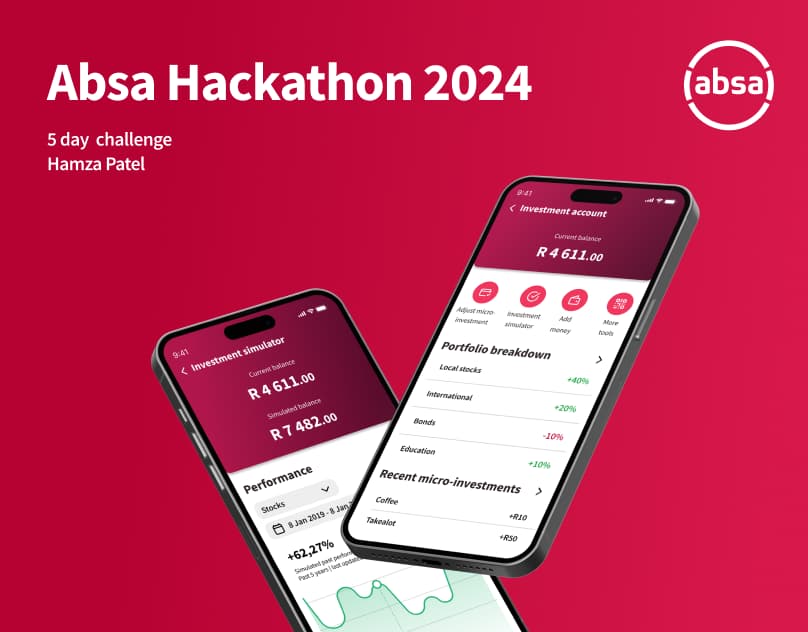 Absa Hackathon 2024
5 day challenge
Hamza Patel
absa
9:41
Investment account
Current balance
R 4 611.00
Adjust micro-
investment
Investment
simulator
Add
money
More
tools
Portfolio breakdown
Local stocks
+40%
International
+20%
Bonds
-10%
Education
+10%
Recent micro-investments
Coffee
+R10
Takealot
+R50
9:41
Investment simulator
Current balance
R 4 611.00
Simulated balance
R 7 482.00
Performance
Stocks
8 Jan 2019 - 8 Jan
+62,27%
Simulated past perform
Past 5 years | last update